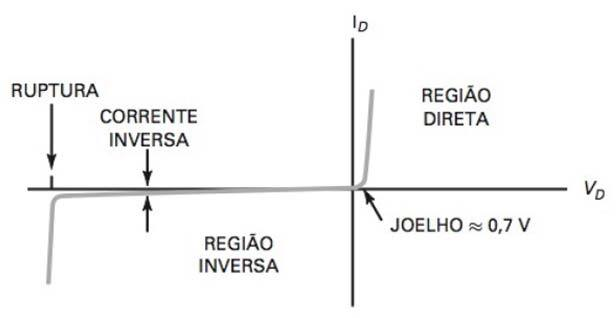 I_D
RUPTURA
CORRENTE
INVERSA
REGIÃO
DIRETA
V_D
JOELHO ≈ 0,7 V
REGIÃO
INVERSA